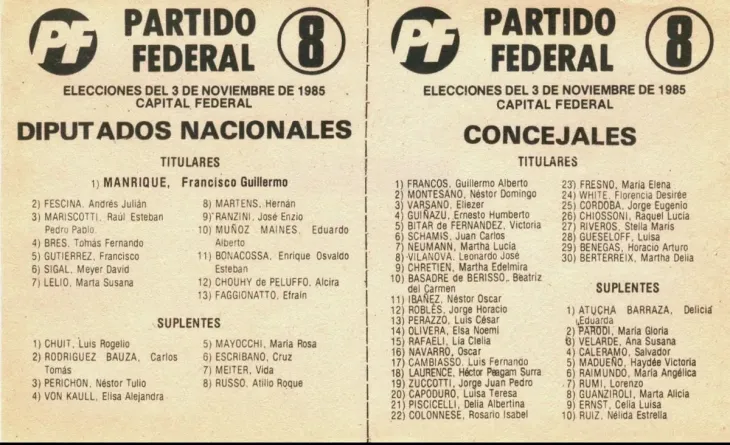 PF PARTIDO FEDERAL 8
ELECCIONES DEL 3 DE NOVIEMBRE DE 1985
CAPITAL FEDERAL
DIPUTADOS NACIONALES
TITULARES
1) MANRIQUE, Francisco Guillermo
2) FESCINA, Andrés Julián
3) MARISCOTTI, Raúl Esteban
Pedro Pablo
4) BRES, Tomás Fernando
5) GUTIERREZ, Francisco
6) SIGAL, Meyer David
7) LELIO, Marta Susana
8) MARTENS, Hernán
9) RANZINI, José Enzio
10) MUÑOZ MAINES, Eduardo
Alberto
11) BONACOSSA, Enrique Osvaldo
Esteban
12) CHOUHY de PELUFFO, Alcira
13) FAGGIONATTO, Efraín
SUPLENTES
1) CHUIT, Luis Rogelio
2) RODRIGUEZ BAUZA, Carlos
Tomás
3) PERICHON, Néstor Tulio
4) VON KAULL, Elisa Alejandra
5) MAYOCCHI, María Rosa
6) ESCRIBANO, Cruz
7) MEITER, Vida
8) RUSSO, Atilio Roque
PF PARTIDO FEDERAL 8
ELECCIONES DEL 3 DE NOVIEMBRE DE 1985
CAPITAL FEDERAL
CONCEJALES
TITULARES
1) FRANCOS, Guillermo Alberto
2) MONTESANO, Néstor Domingo
3) VARSANO, Eliezer
4) GUIÑAZU, Ernesto Humberto
5) BITAR de FERNANDEZ, Victoria
6) SCHAMIS, Juan Carlos
7) NEUMANN, Martha Lucía
8) VILANOVA, Leonardo José
9) CHRETIEN, Martha Edelmira
10) BASADRE de BERISSO, Beatriz
del Carmen
11) IBAÑEZ, Néstor Oscar
12) ROBLES, Jorge Horacio
13) PERAZZO, Luis César
14) OLIVERA, Elsa Noemí
15) RAFAELI, Lía Clelia
16) NAVARRO, Oscar
17) CAMBIASSO, Luis Fernando
18) LAURENCE, Héctor Surra
19) ZUCCOTTI, Jorge Juan Pedro
20) CAPODURO, Luisa Teresa
21) PISCICELLI, Delia Albertina
22) COLONNESE, Rosario Isabel
23) FRESNO, María Elena
24) WHITE, Florencia Desirée
25) CORDOBA, Jorge Eugenio
26) CHIOSSONI, Raquel Lucía
27) RIVEROS, Stella Maris
28) GUESELOFF, Luisa
29) BENEGAS, Horacio Arturo
30) BERTERREIX, Martha Delia
SUPLENTES
1) ATUCHA BARRAZA, Delicia
Eduarda
2) PARODI, María Gloria
3) VELARDE, Ana Susana
4) CALERAMO, Salvador
5) MADUEÑO, Haydée Victoria
6) RAIMUNDO, María Angélica
7) RUMI, Lorenzo
8) GUANZIROLI, Marta Alicia
9) ERNST, Celia Luisa
10) RUIZ, Nélida Estrella